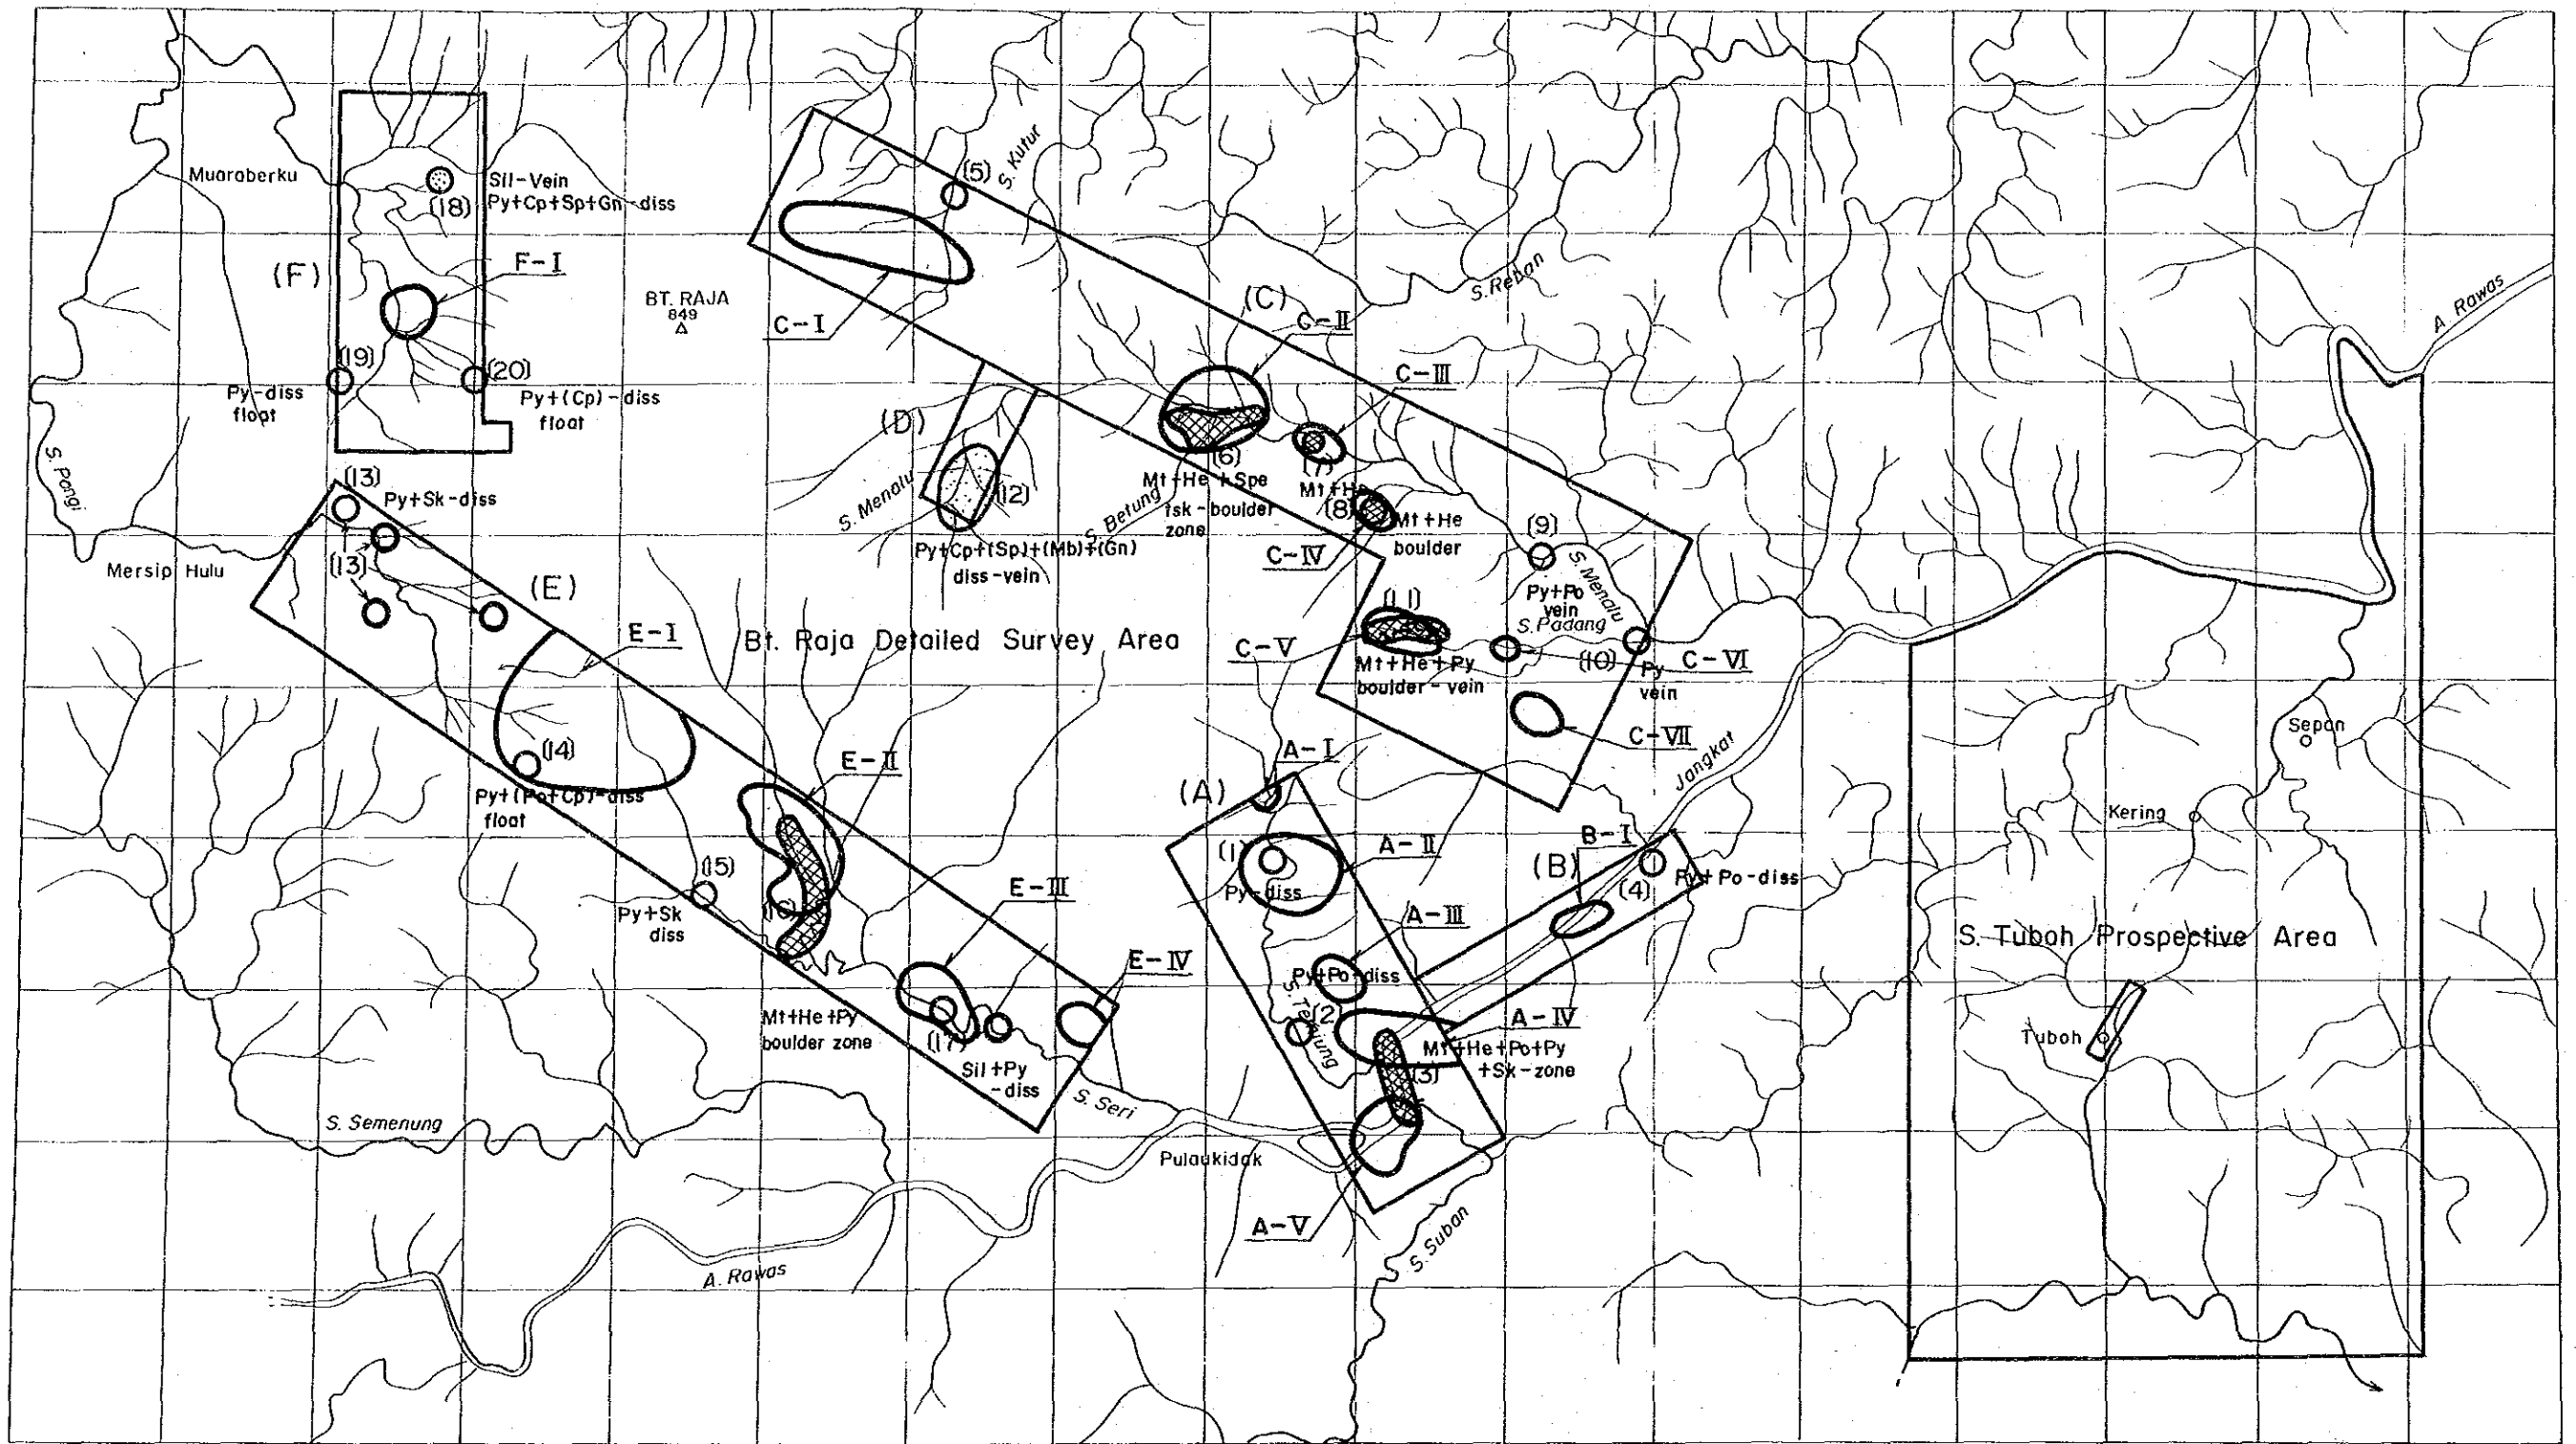 Muaraberku
Sil-Vein
Py+Cp+Sp+Gn-diss
(18)
(F)
F-I
(19)
(20)
Py-diss
float
Py+(Cp)-diss
float
BT. RAJA
849
S. Pangi
Mersip Hulu
(5)
S. Kutur
C-I
(C)
C-II
S. Reban
C-III
A. Rawas
(D)
S. Menalu
(12)
Py+Cp+(Sp)+(Mb)+(Gn)
diss-vein
S. Betung
(6)
Mt+He+Spe
tsk-boulder
zone
(7)
Mt+He
(8)
Mt+He
boulder
C-IV
(9)
S. Menalu
Py+Po
vein
S. Padang
(10)
Py
vein
C-VI
(11)
C-V
Mt+He+Py
boulder-vein
C-VII
(13)
Py+Sk-diss
(13)
(E)
E-I
Bt. Raja Detailed Survey Area
(14)
Py+(Po+Cp)-diss
float
E-II
(15)
Py+Sk
diss
(16)
E-III
E-IV
Mt+He+Py
boulder zone
(17)
Sil+Py
-diss
S. Seri
S. Semenung
A. Rawas
Pulaukidak
A-I
(A)
(1)
Py-diss
A-II
A-III
Py+Po-diss
(2)
A-IV
Mt+He+Po+Py
+Sk-zone
(3)
A-V
S. Suban
Jangkat
B-I
(B)
(4)
Py+Po-diss
Sepan
Kering
S. Tuboh Prospective Area
Tuboh